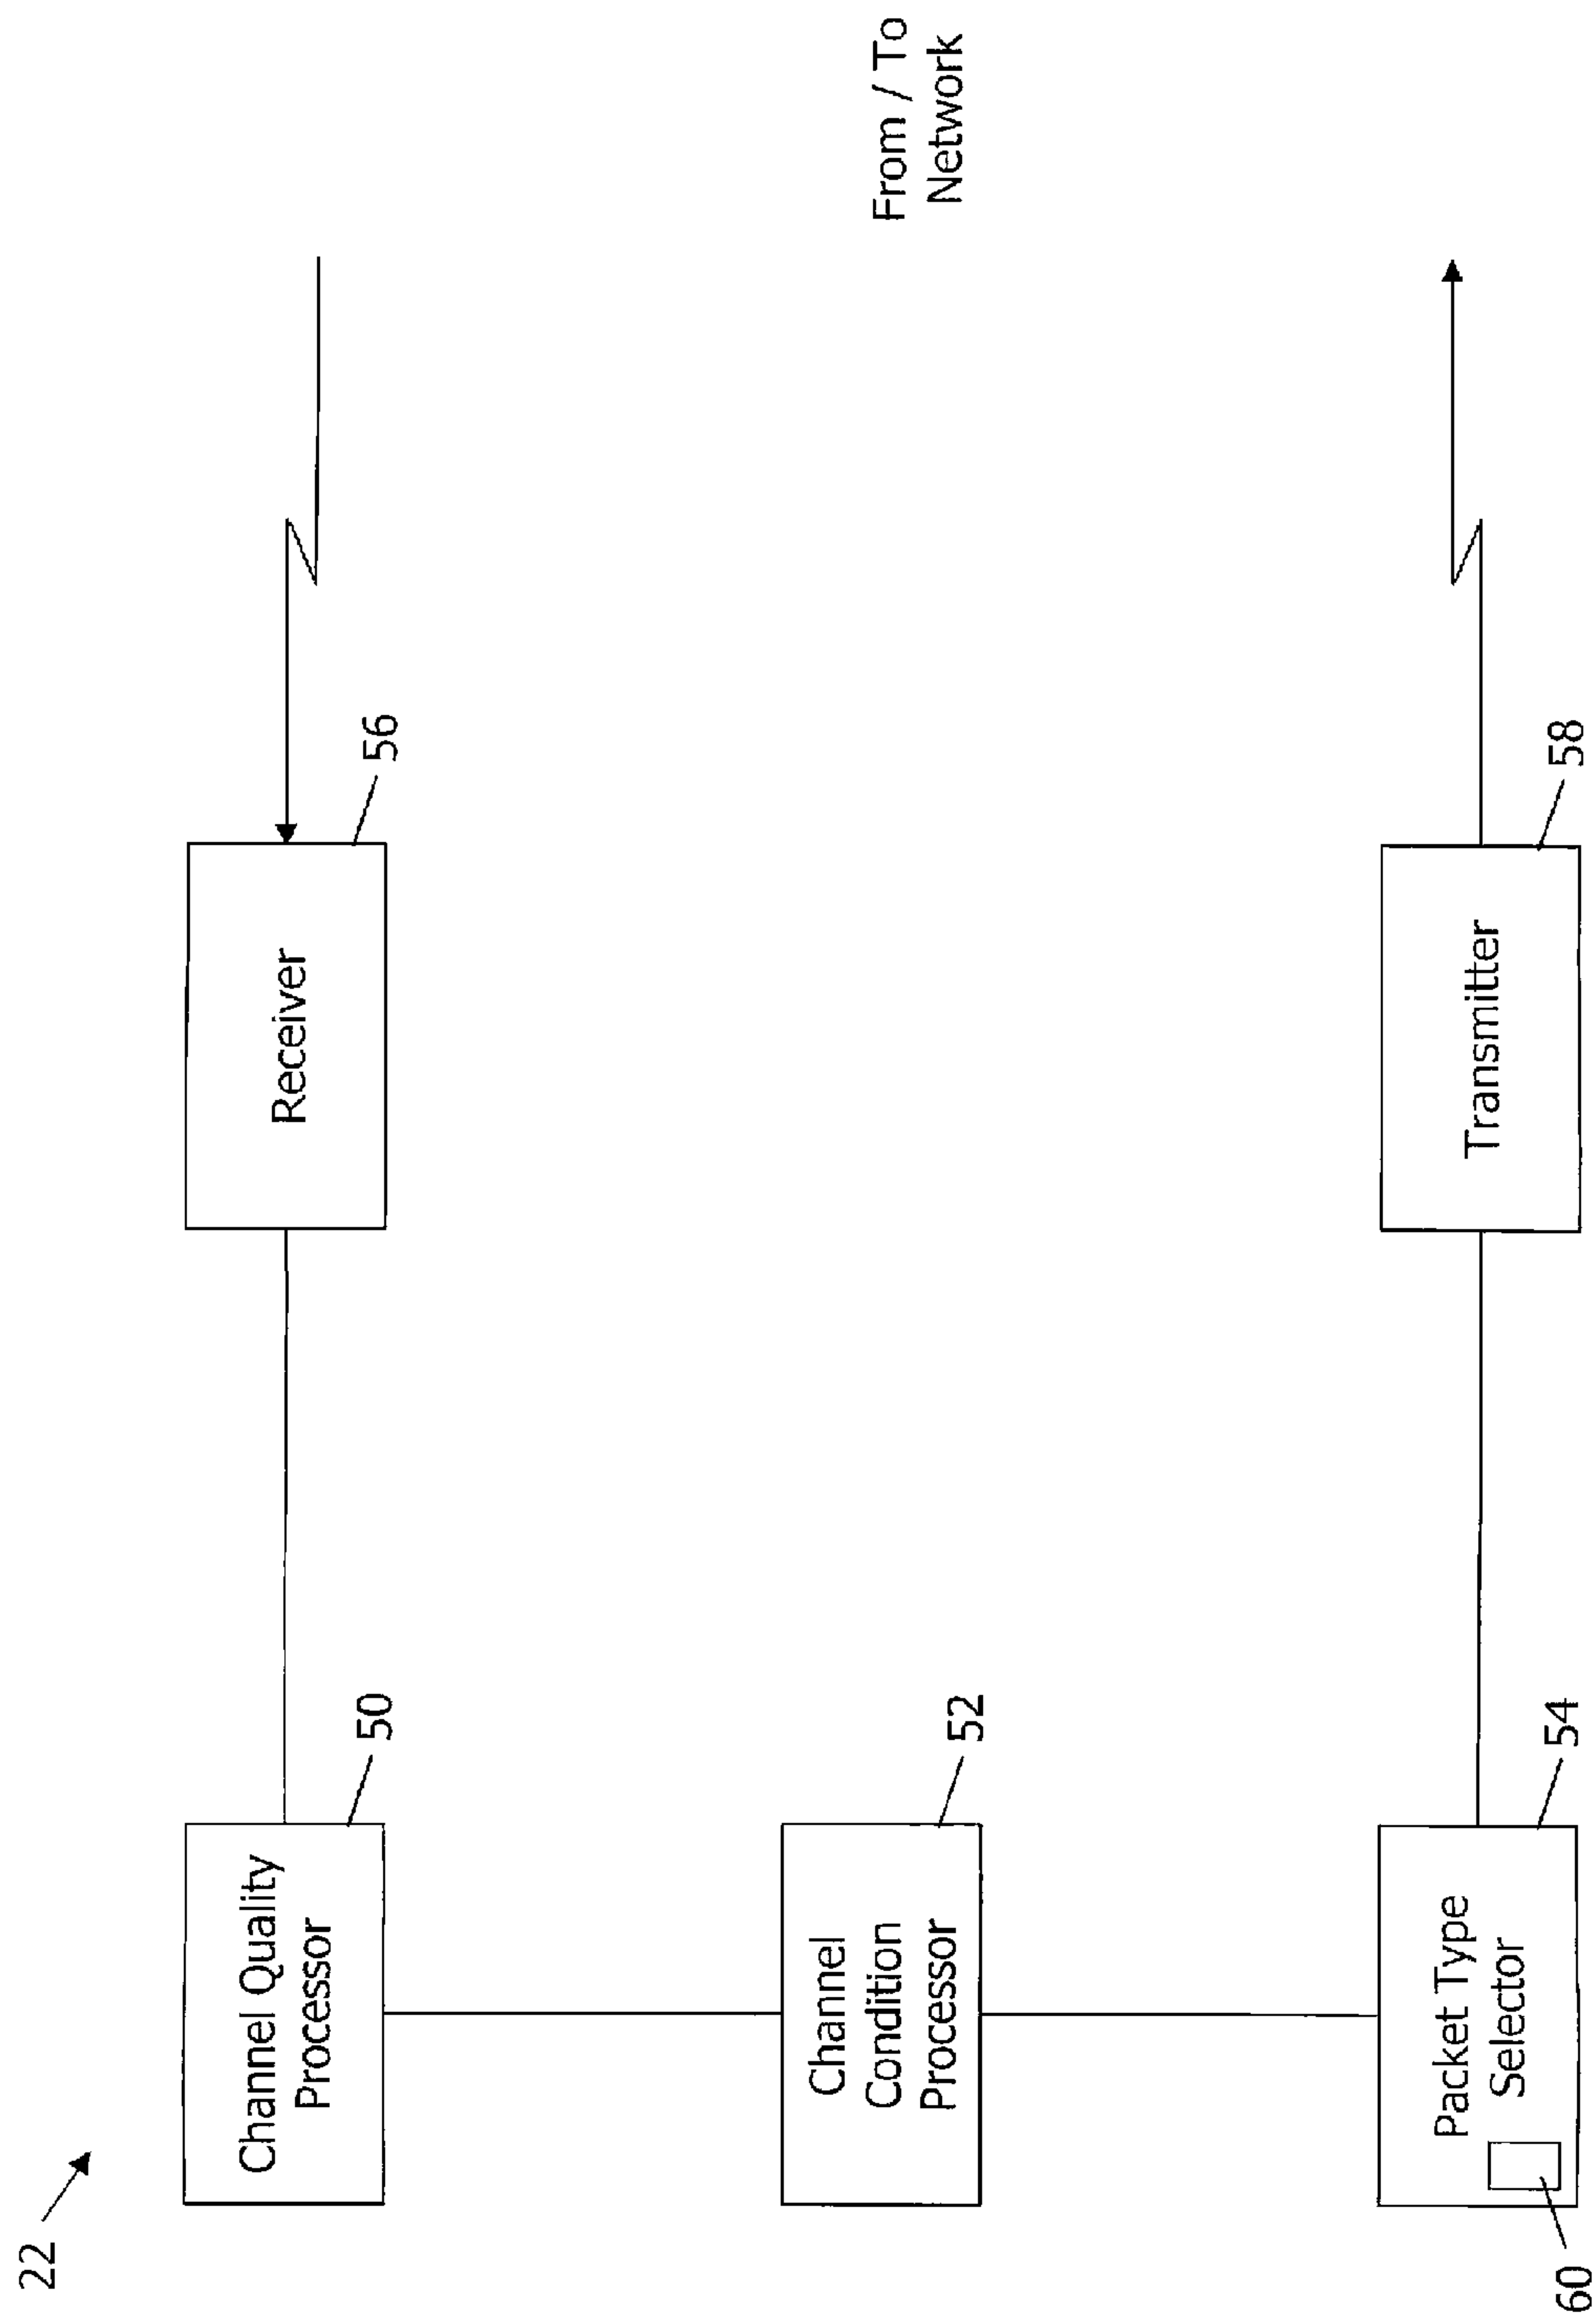 22
Channel Quality
Processor
50
Receiver
56
Channel
Condition
Processor
52
From / To
Network
Packet Type
Selector
54
60
Transmitter
58